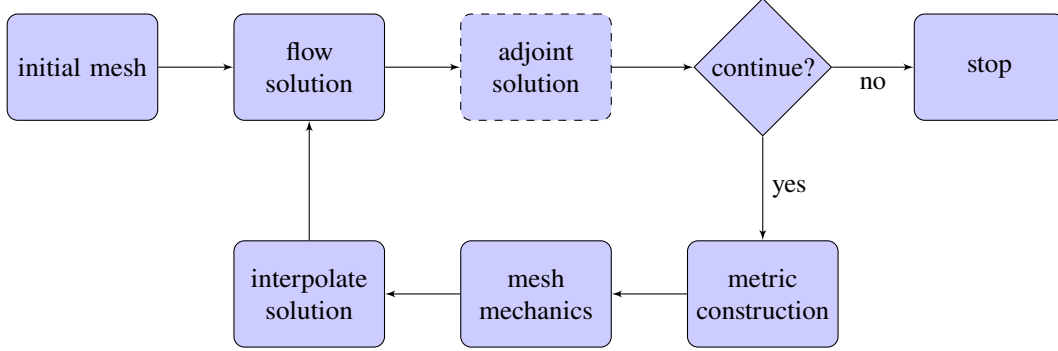 initial mesh
flow
solution
adjoint
solution
continue?
no
stop
yes
interpolate
solution
mesh
mechanics
metric
construction